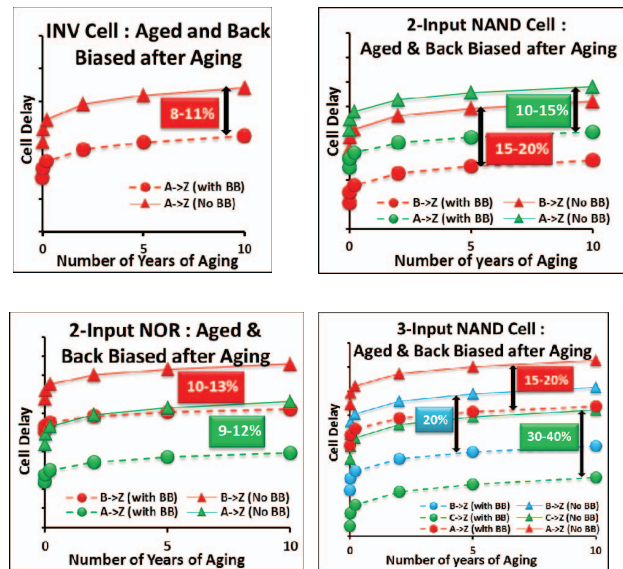 INV Cell : Aged and Back
Biased after Aging
Cell Delay
8-11%
A->Z (with BB)
A->Z (No BB)
0 5 10
Number of Years of Aging
2-Input NAND Cell :
Aged & Back Biased after Aging
Cell Delay
10-15%
15-20%
B->Z (with BB) B->Z (No BB)
A->Z (with BB) A->Z (No BB)
0 5 10
Number of years of Aging
2-Input NOR : Aged &
Back Biased after Aging
Cell Delay
10-13%
9-12%
B->Z (with BB) B->Z (No BB)
A->Z (with BB) A->Z (No BB)
0 5 10
Number of Years of Aging
3-Input NAND Cell :
Aged & Back Biased after Aging
Cell Delay
15-20%
20%
30-40%
B->Z (with BB) B->Z (No BB)
C->Z (with BB) C->Z (No BB)
A->Z (with BB) A->Z (No BB)
0 5 10
Number of years of Aging